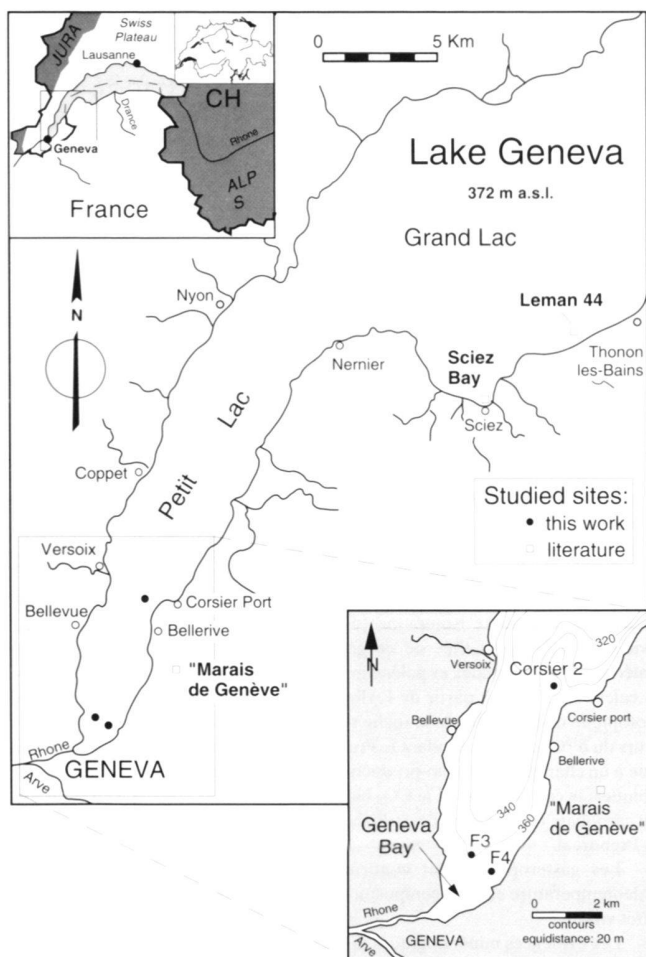 JURA
Swiss
Plateau
Lausanne
CH
Drance
Rhone
Geneva
ALP
S
France
0 5 Km
Lake Geneva
372 m a.s.l.
Grand Lac
N
Nyon
Leman 44
Nernier
Sciez
Bay
Thonon
les-Bains
Sciez
Petit Lac
Coppet
Studied sites:
this work
literature
Versoix
Bellevue
Corsier Port
Bellerive
"Marais
de Genève"
Rhone
GENEVA
Arve
N
Versoix
320
Corsier 2
Bellevue
Corsier port
Bellerive
"Marais
de Genève"
340
360
Geneva
Bay
F3
F4
Rhone
Arve
GENEVA
0 2 km
contours
equidistance: 20 m